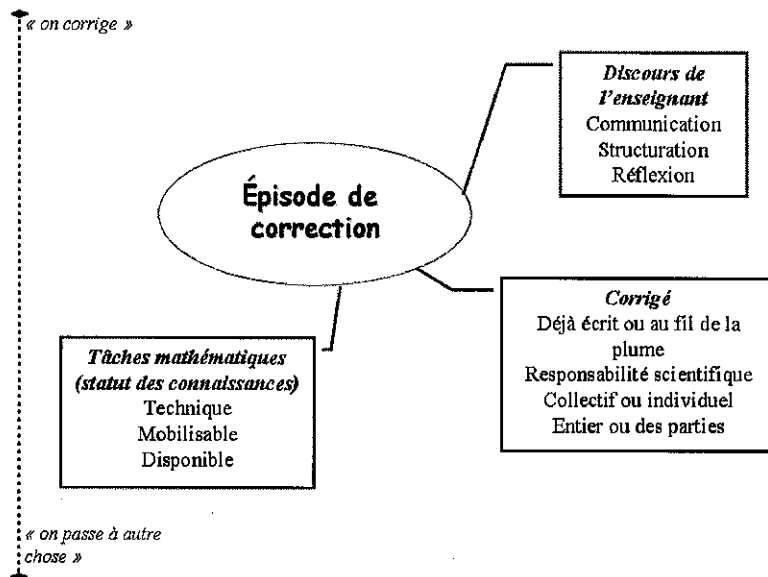 « on corrige »
Discours de
l'enseignant
Communication
Structuration
Réflexion
Épisode de
correction
Corrigé
Déjà écrit ou au fil de la
plume
Responsabilité scientifique
Collectif ou individuel
Entier ou des parties
Tâches mathématiques
(statut des connaissances)
Technique
Mobilisable
Disponible
« on passe à autre
chose »